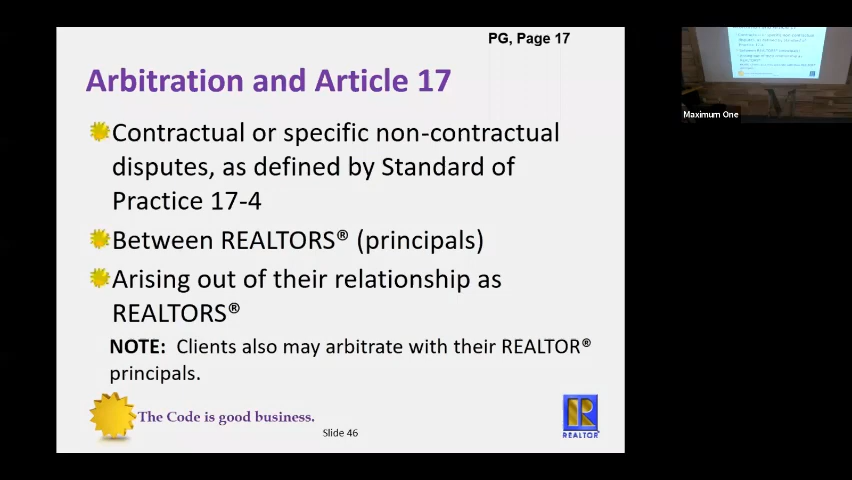 PG, Page 17
Arbitration and Article 17
Contractual or specific non-contractual
disputes, as defined by Standard of
Practice 17-4
Between REALTORS® (principals)
Arising out of their relationship as
REALTORS®
NOTE: Clients also may arbitrate with their REALTOR®
principals.
The Code is good business.
Slide 46
R
REALTOR®
Maximum One